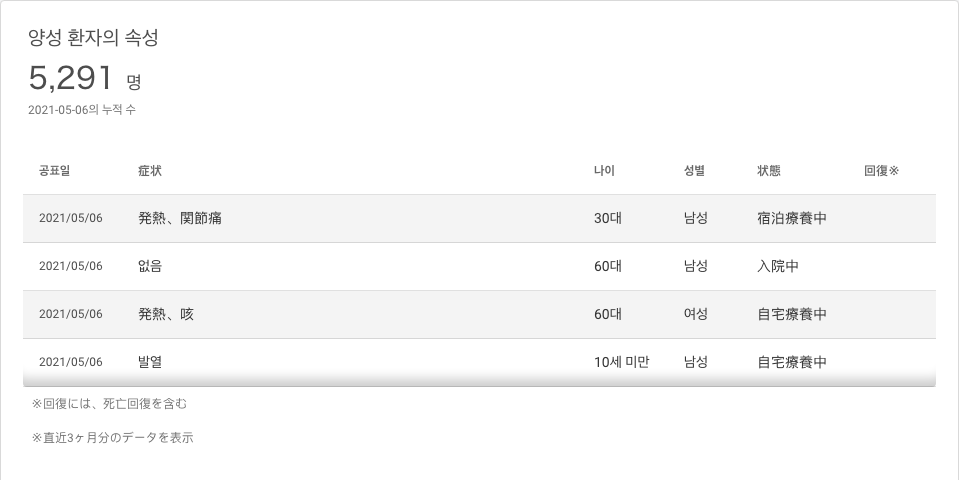 양성 환자의 속성
5,291 명
2021-05-06의 누적 수
공표일 症状 나이 성별 状態 回復※
2021/05/06 発熱、関節痛 30대 남성 宿泊療養中
2021/05/06 없음 60대 남성 入院中
2021/05/06 発熱、咳 60대 여성 自宅療養中
2021/05/06 발열 10세 미만 남성 自宅療養中
※回復には、死亡回復を含む
※直近3ヶ月分のデータを表示